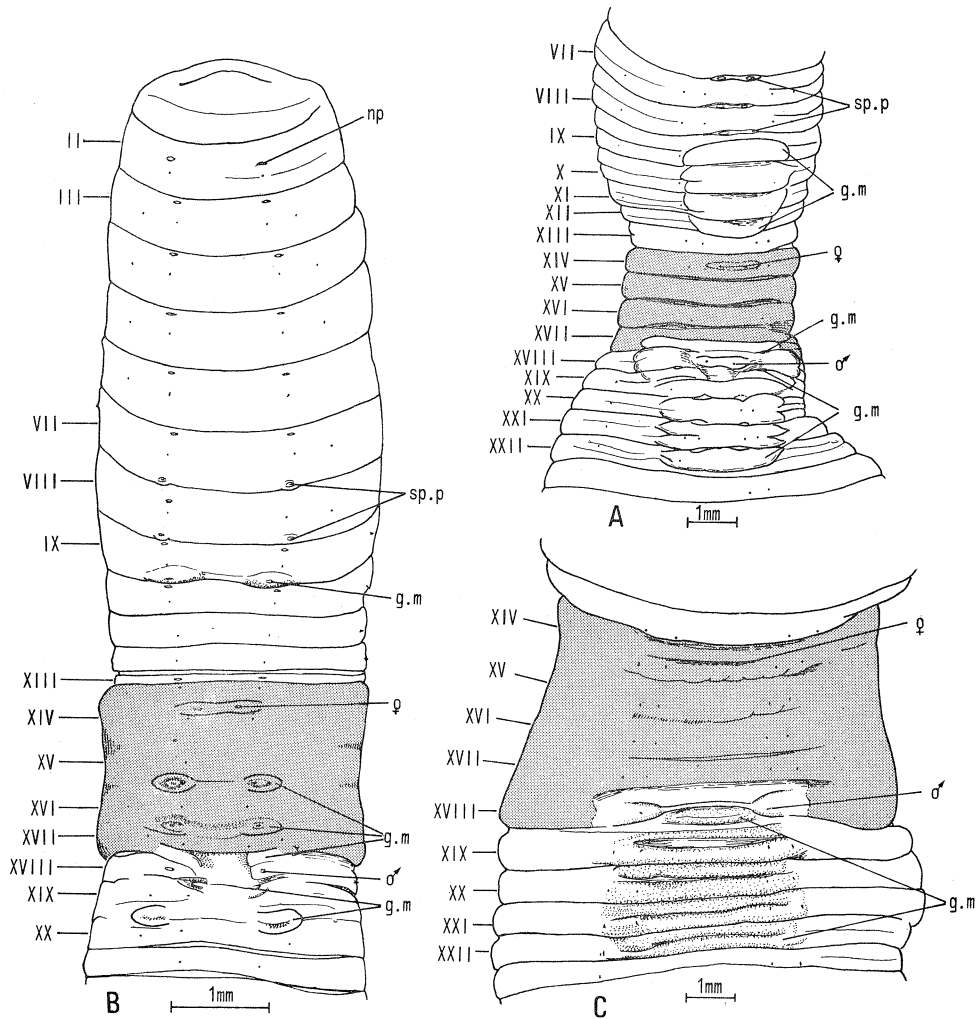 II
np
III
VII
VIII
sp.p
IX
g.m
XIII
XIV
♀
XV
XVI
XVII
g.m
XVIII
♂
XIX
g.m
XX
B
1mm
VII
VIII
sp.p
IX
X
g.m
XI
XII
XIII
XIV
♀
XV
XVI
XVII
g.m
XVIII
♂
XIX
XX
g.m
XXI
XXII
A
1mm
XIV
♀
XV
XVI
XVII
♂
XVIII
XIX
XX
g.m
XXI
XXII
C
1mm